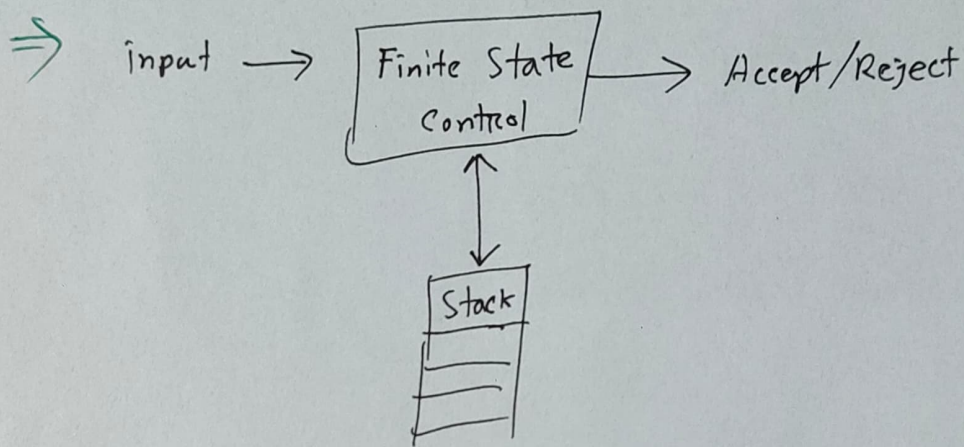 ⇒ input → Finite State Control → Accept/Reject
Stack